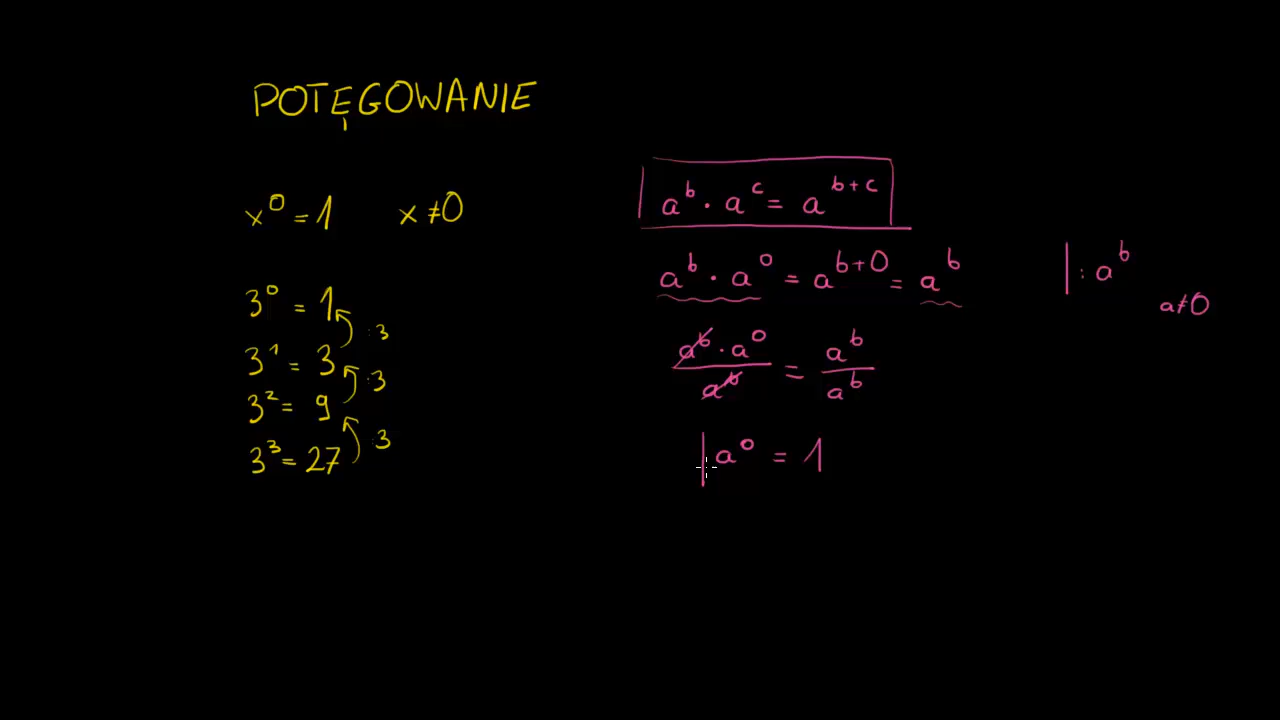 POTĘGOWANIE
x⁰ = 1    x ≠ 0
3⁰ = 1
: 3
3¹ = 3
: 3
3² = 9
: 3
3³ = 27
aᵇ · aᶜ = aᵇ⁺ᶜ
aᵇ · a⁰ = aᵇ⁺⁰ = aᵇ    | : aᵇ
a ≠ 0
(aᵇ · a⁰)/aᵇ = aᵇ/aᵇ
a⁰ = 1